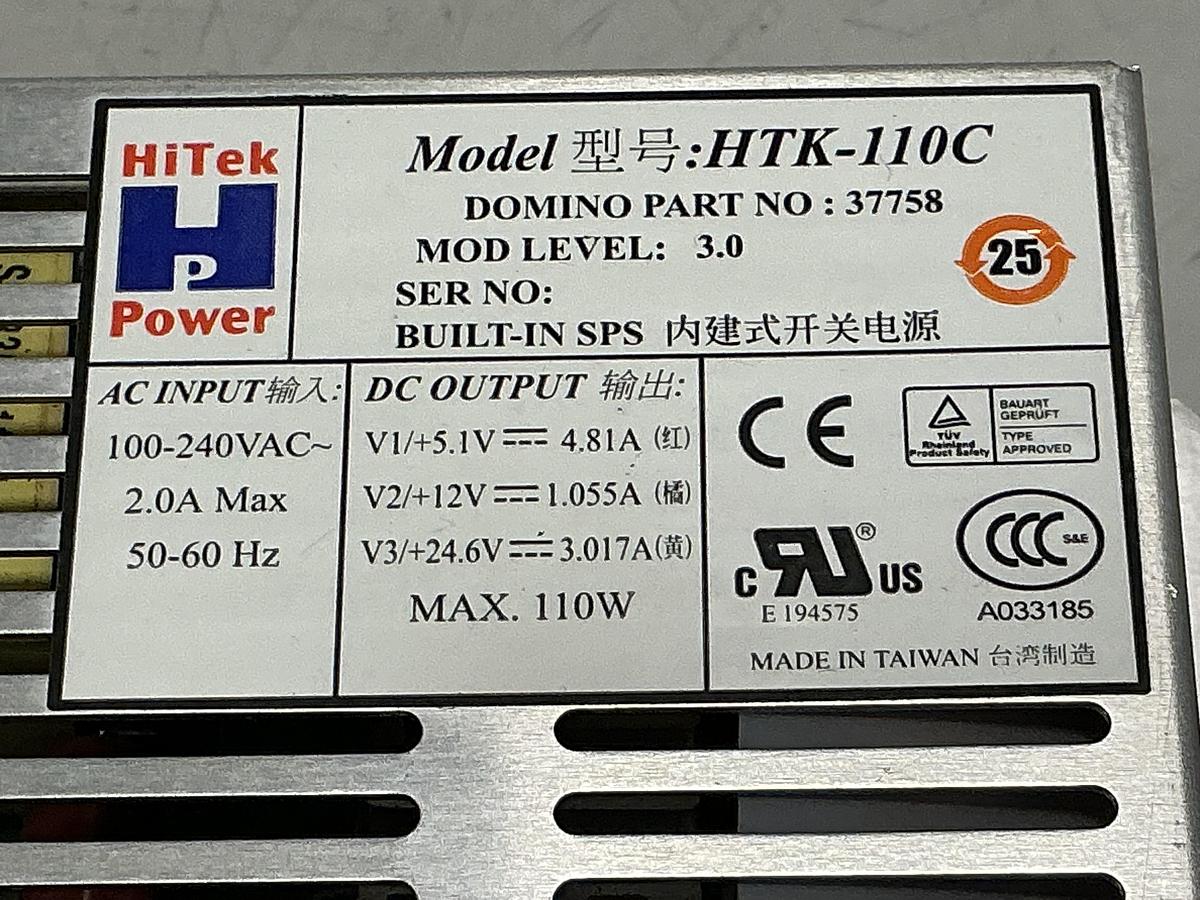 HiTek
HP
Power
Model 型号:HTK-110C
DOMINO PART NO : 37758
MOD LEVEL: 3.0
SER NO:
BUILT-IN SPS 内建式开关电源
25
AC INPUT输入:
100-240VAC~
2.0A Max
50-60 Hz
DC OUTPUT 输出:
V1/+5.1V ⎓ 4.81A (红)
V2/+12V ⎓ 1.055A (橘)
V3/+24.6V ⎓ 3.017A(黄)
MAX. 110W
CE
TÜV
Rheinland
Product Safety
BAUART
GEPRÜFT
TYPE
APPROVED
C RU ® US
E 194575
CCC S&E
A033185
MADE IN TAIWAN 台湾制造